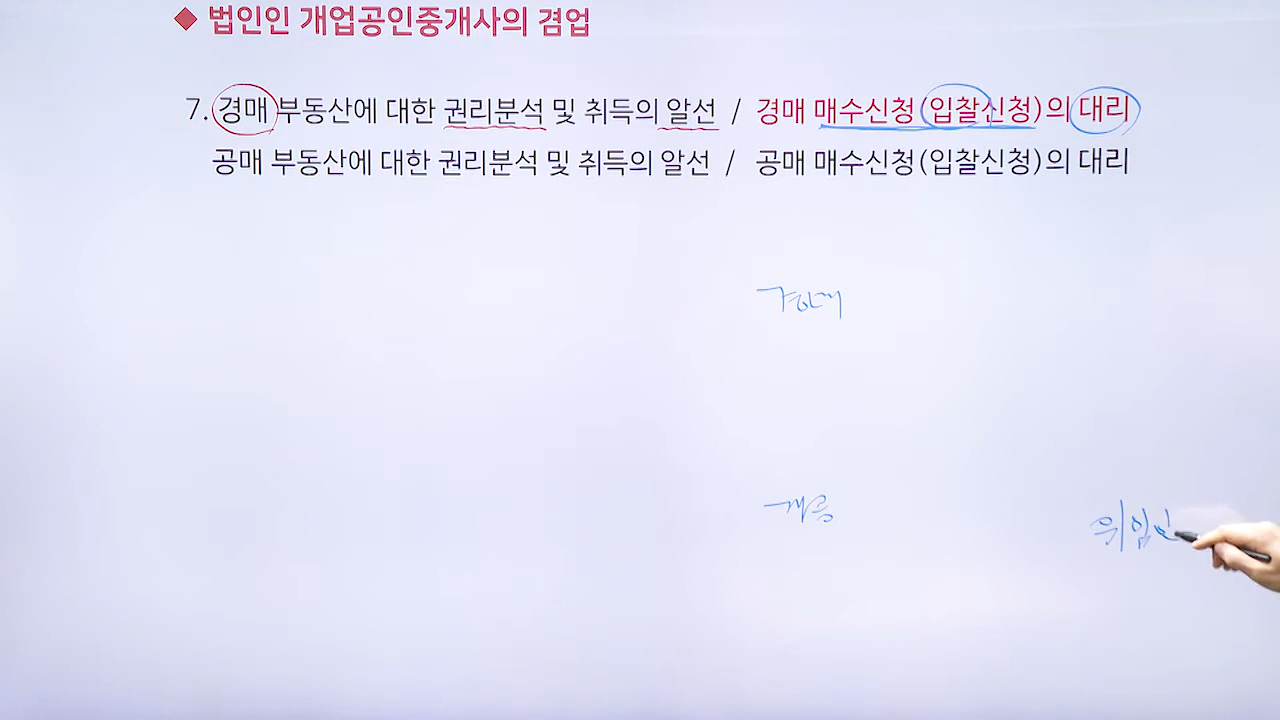 ◆ 법인인 개업공인중개사의 겸업
7. 경매 부동산에 대한 권리분석 및 취득의 알선 / 경매 매수신청(입찰신청)의 대리
공매 부동산에 대한 권리분석 및 취득의 알선 / 공매 매수신청(입찰신청)의 대리
경매
개공
위임인